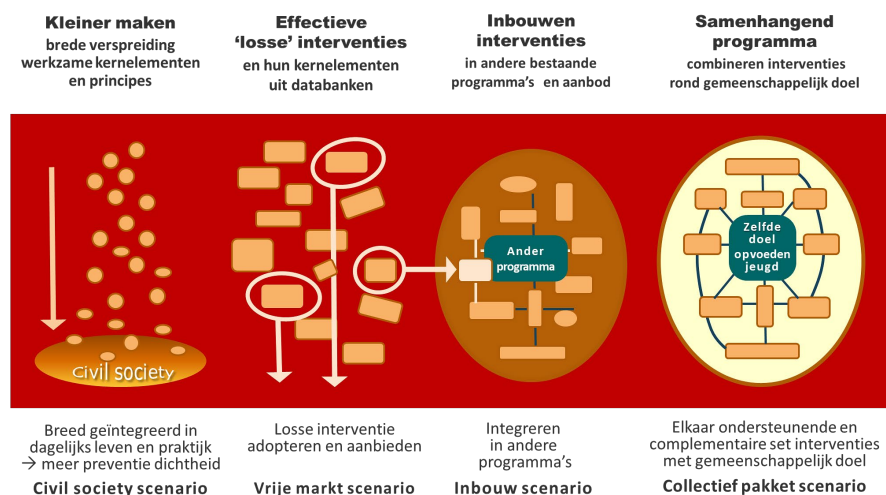 Kleiner maken
brede verspreiding
werkzame kernelementen
en principes
Effectieve
‘losse’ interventies
en hun kernelementen
uit databanken
Inbouwen
interventies
in andere bestaande
programma’s en aanbod
Samenhangend
programma
combineren interventies
rond gemeenschappelijk doel
Civil society
Ander
programma
Zelfde
doel
opvoeden
jeugd
Breed geïntegreerd in
dagelijks leven en praktijk
→ meer preventie dichtheid
Civil society scenario
Losse interventie
adopteren en aanbieden
Vrije markt scenario
Integreren
in andere
programma’s
Inbouw scenario
Elkaar ondersteunende en
complementaire set interventies
met gemeenschappelijk doel
Collectief pakket scenario